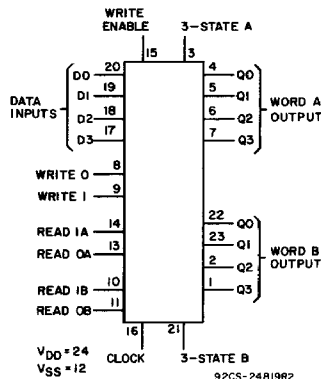 WRITE
ENABLE
3-STATE A
15
3
DATA
INPUTS
D0
20
D1
19
D2
18
D3
17
4
Q0
5
Q1
6
Q2
7
Q3
WORD A
OUTPUT
WRITE 0
8
WRITE 1
9
READ 1A
14
READ 0A
13
READ 1B
10
READ 0B
11
22
Q0
23
Q1
2
Q2
1
Q3
WORD B
OUTPUT
16
21
VDD = 24
VSS = 12
CLOCK
3-STATE B
92CS-24819R2